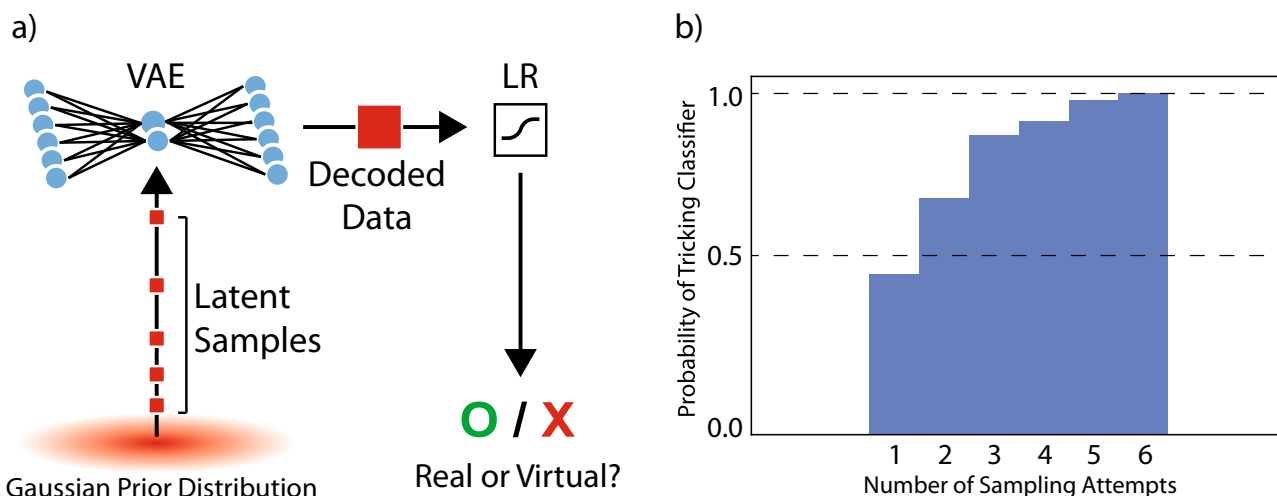 a)
VAE
LR
Decoded
Data
Latent
Samples
O / X
Real or Virtual?
Gaussian Prior Distribution
b)
Probability of Tricking Classifier
1.0
0.5
0.0
1 2 3 4 5 6
Number of Sampling Attempts